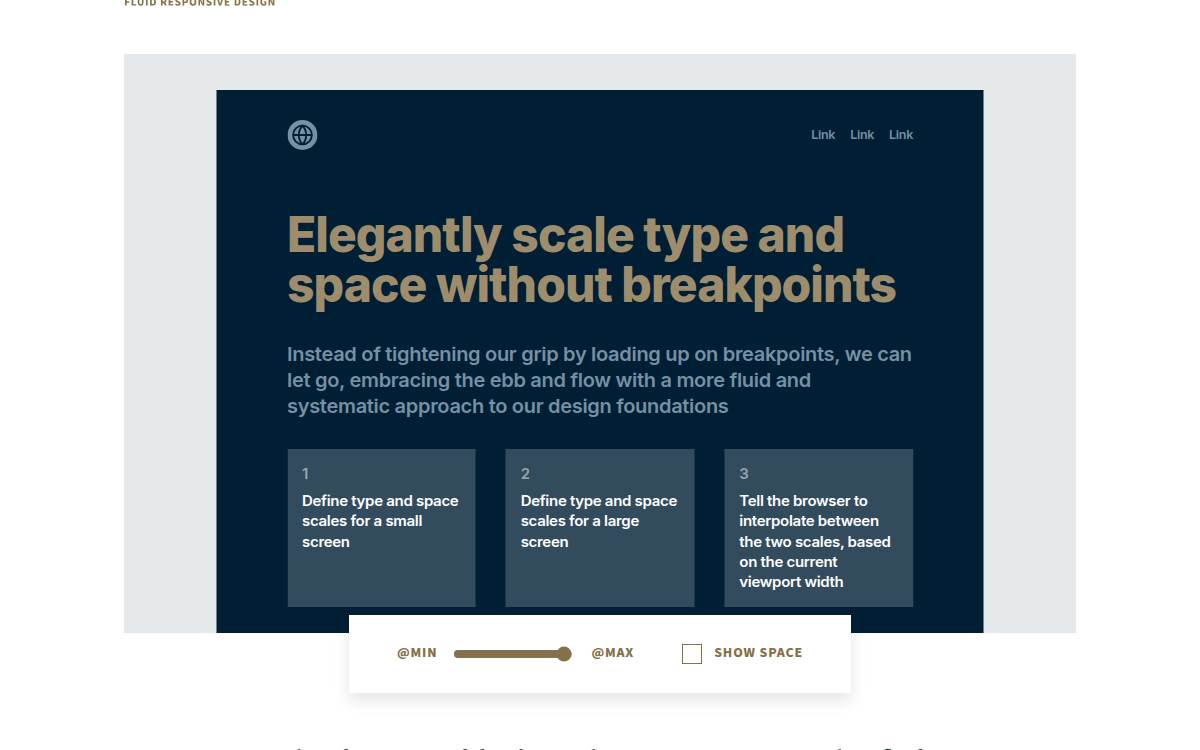 FLUID RESPONSIVE DESIGN
Link Link Link
Elegantly scale type and
space without breakpoints
Instead of tightening our grip by loading up on breakpoints, we can
let go, embracing the ebb and flow with a more fluid and
systematic approach to our design foundations
1
Define type and space
scales for a small
screen
2
Define type and space
scales for a large
screen
3
Tell the browser to
interpolate between
the two scales, based
on the current
viewport width
@MIN @MAX SHOW SPACE